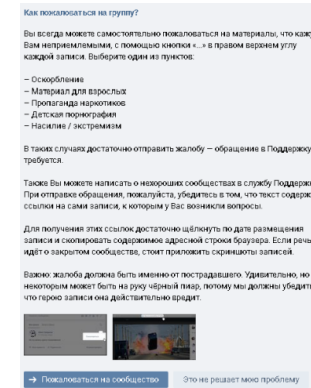 Как пожаловаться на группу?
Вы всегда можете самостоятельно пожаловаться на материалы, что каж
Вам неприемлемыми, с помощью кнопки «...» в правом верхнем углу
каждой записи. Выберите один из пунктов:
– Оскорбление
– Материал для взрослых
– Пропаганда наркотиков
– Детская порнография
– Насилие / экстремизм
В таких случаях достаточно отправить жалобу — обращение в Поддержку
требуется.
Также Вы можете написать о нехороших сообществах в службу Поддержк
При отправке обращения, пожалуйста, убедитесь в том, что текст содерж
ссылки на сами записи, к которым у Вас возникли вопросы.
Для получения этих ссылок достаточно щёлкнуть по дате размещения
записи и скопировать содержимое адресной строки браузера. Если речь
идёт о закрытом сообществе, стоит приложить скриншоты записей.
Важно: жалоба должна быть именно от пострадавшего. Удивительно, но
некоторым может быть на руку чёрный пиар, потому мы должны убедить
что герою записи она действительно вредит.
→ Пожаловаться на сообщество Это не решает мою проблему